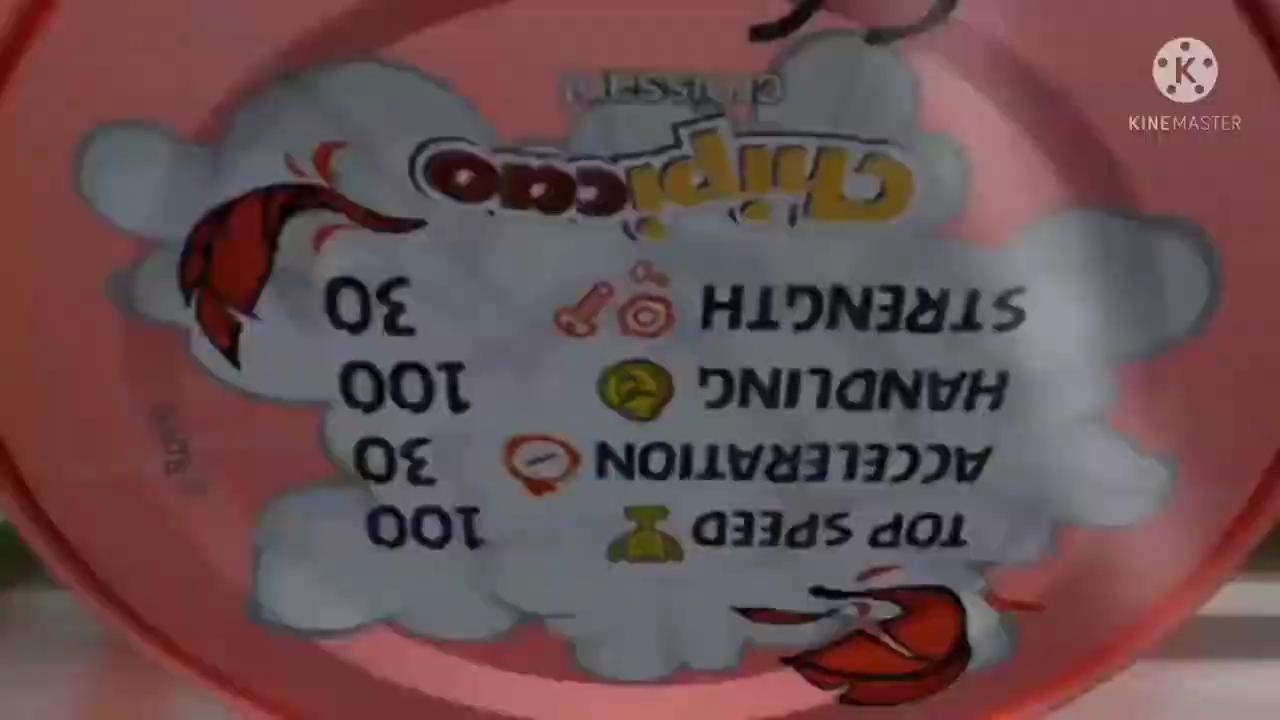 TOP SPEED 100
ACCELERATION 30
HANDLING 100
STRENGTH 30
Chipicao
KINEMASTER